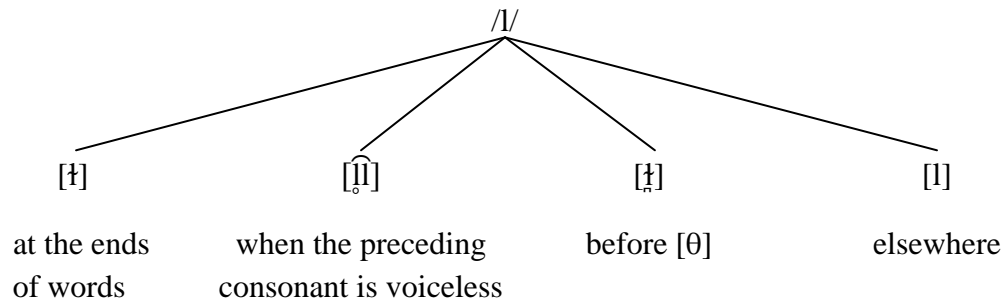 /l/
[ɫ] [l̥͡l] [ɫ̪] [l]
at the ends when the preceding before [θ] elsewhere
of words consonant is voiceless